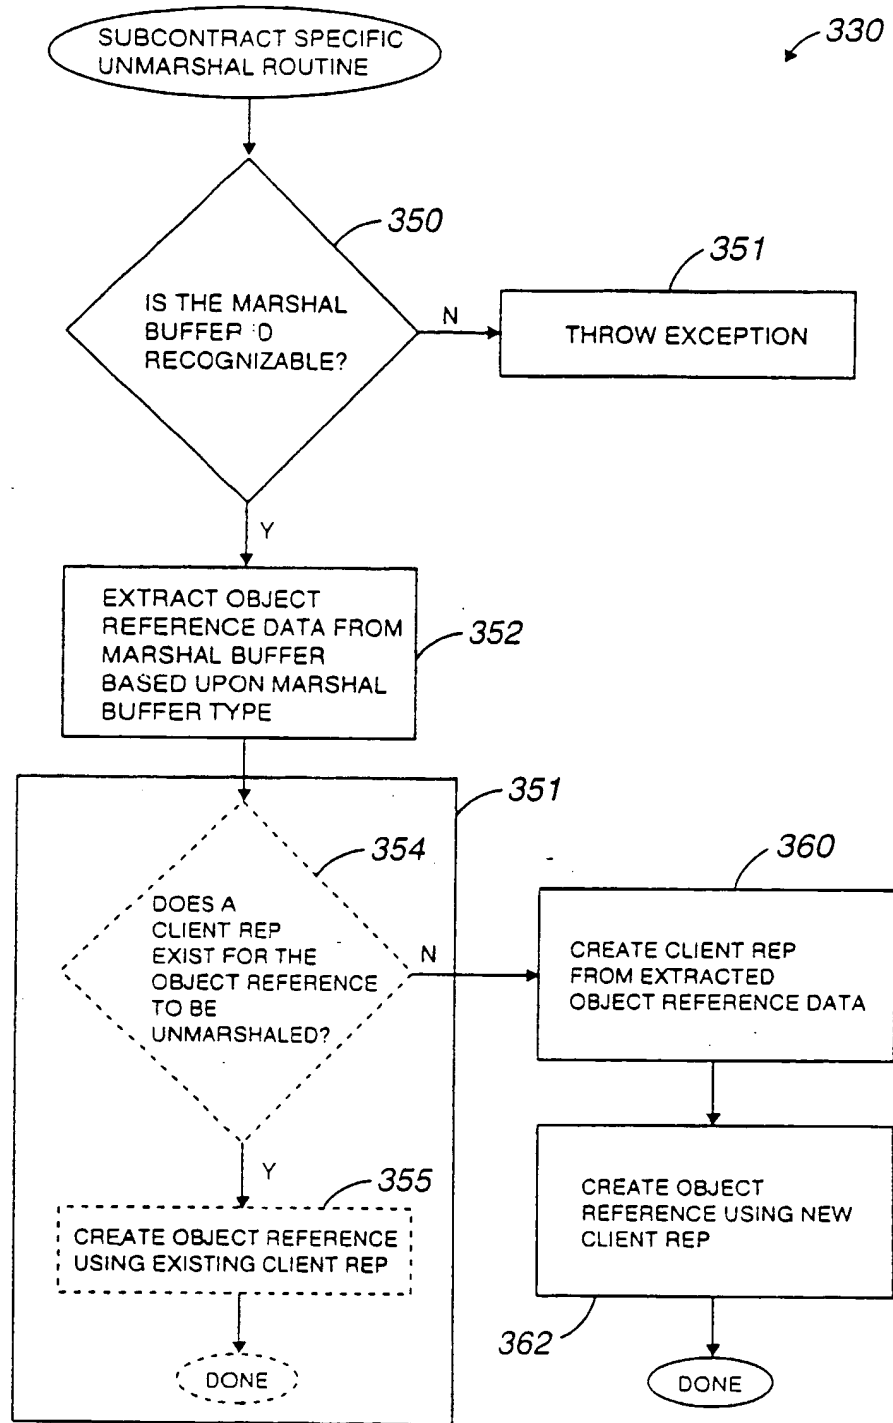 SUBCONTRACT SPECIFIC
UNMARSHAL ROUTINE
330
350
IS THE MARSHAL
BUFFER :D
RECOGNIZABLE?
N
351
THROW EXCEPTION
Y
EXTRACT OBJECT
REFERENCE DATA FROM
MARSHAL BUFFER
BASED UPON MARSHAL
BUFFER TYPE
352
351
354
DOES A
CLIENT REP
EXIST FOR THE
OBJECT REFERENCE
TO BE
UNMARSHALED?
N
360
CREATE CLIENT REP
FROM EXTRACTED
OBJECT REFERENCE DATA
Y
355
CREATE OBJECT REFERENCE
USING EXISTING CLIENT REP
CREATE OBJECT
REFERENCE USING NEW
CLIENT REP
362
DONE
DONE